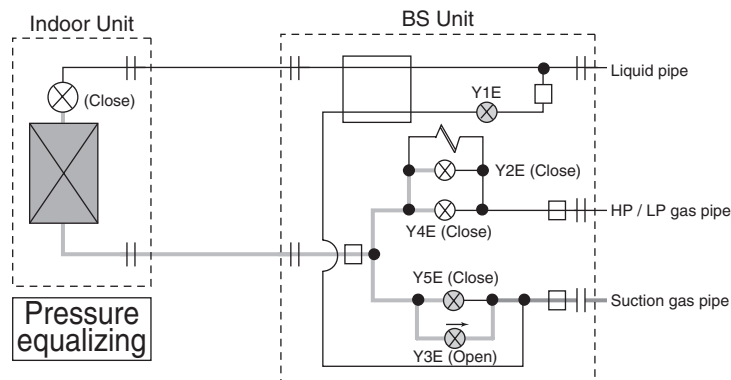 Indoor Unit
BS Unit
(Close)
Liquid pipe
Y1E
Y2E (Close)
HP / LP gas pipe
Y4E (Close)
Y5E (Close)
Suction gas pipe
Y3E (Open)
Pressure
equalizing